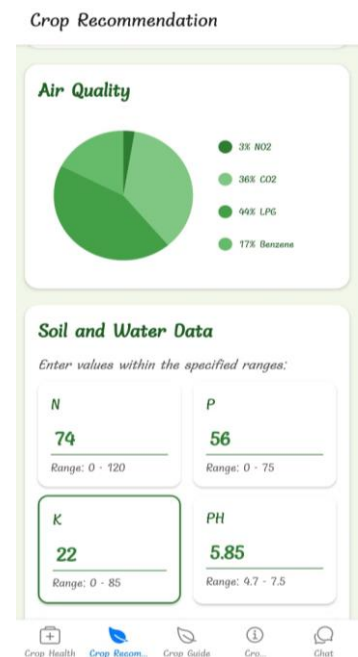 Crop Recommendation
Air Quality
3% NO2
36% CO2
44% LPG
17% Benzene
Soil and Water Data
Enter values within the specified ranges:
N
P
74
56
Range: 0 - 120
Range: 0 - 75
K
PH
22
5.85
Range: 0 - 85
Range: 4.7 - 7.5
Crop Health Crop Recom... Crop Guide Cro... Chat